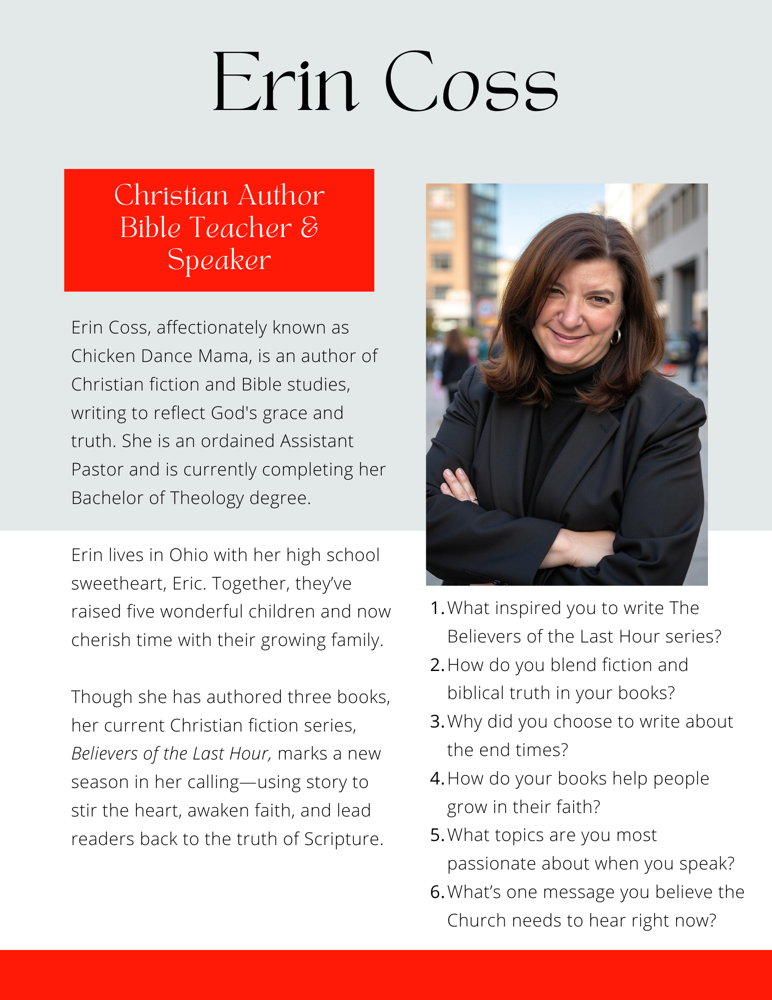 Erin Coss
Christian Author
Bible Teacher &
Speaker
Erin Coss, affectionately known as
Chicken Dance Mama, is an author of
Christian fiction and Bible studies,
writing to reflect God's grace and
truth. She is an ordained Assistant
Pastor and is currently completing her
Bachelor of Theology degree.
Erin lives in Ohio with her high school
sweetheart, Eric. Together, they’ve
raised five wonderful children and now
cherish time with their growing family.
Though she has authored three books,
her current Christian fiction series,
Believers of the Last Hour, marks a new
season in her calling—using story to
stir the heart, awaken faith, and lead
readers back to the truth of Scripture.
1. What inspired you to write The
Believers of the Last Hour series?
2. How do you blend fiction and
biblical truth in your books?
3. Why did you choose to write about
the end times?
4. How do your books help people
grow in their faith?
5. What topics are you most
passionate about when you speak?
6. What’s one message you believe the
Church needs to hear right now?